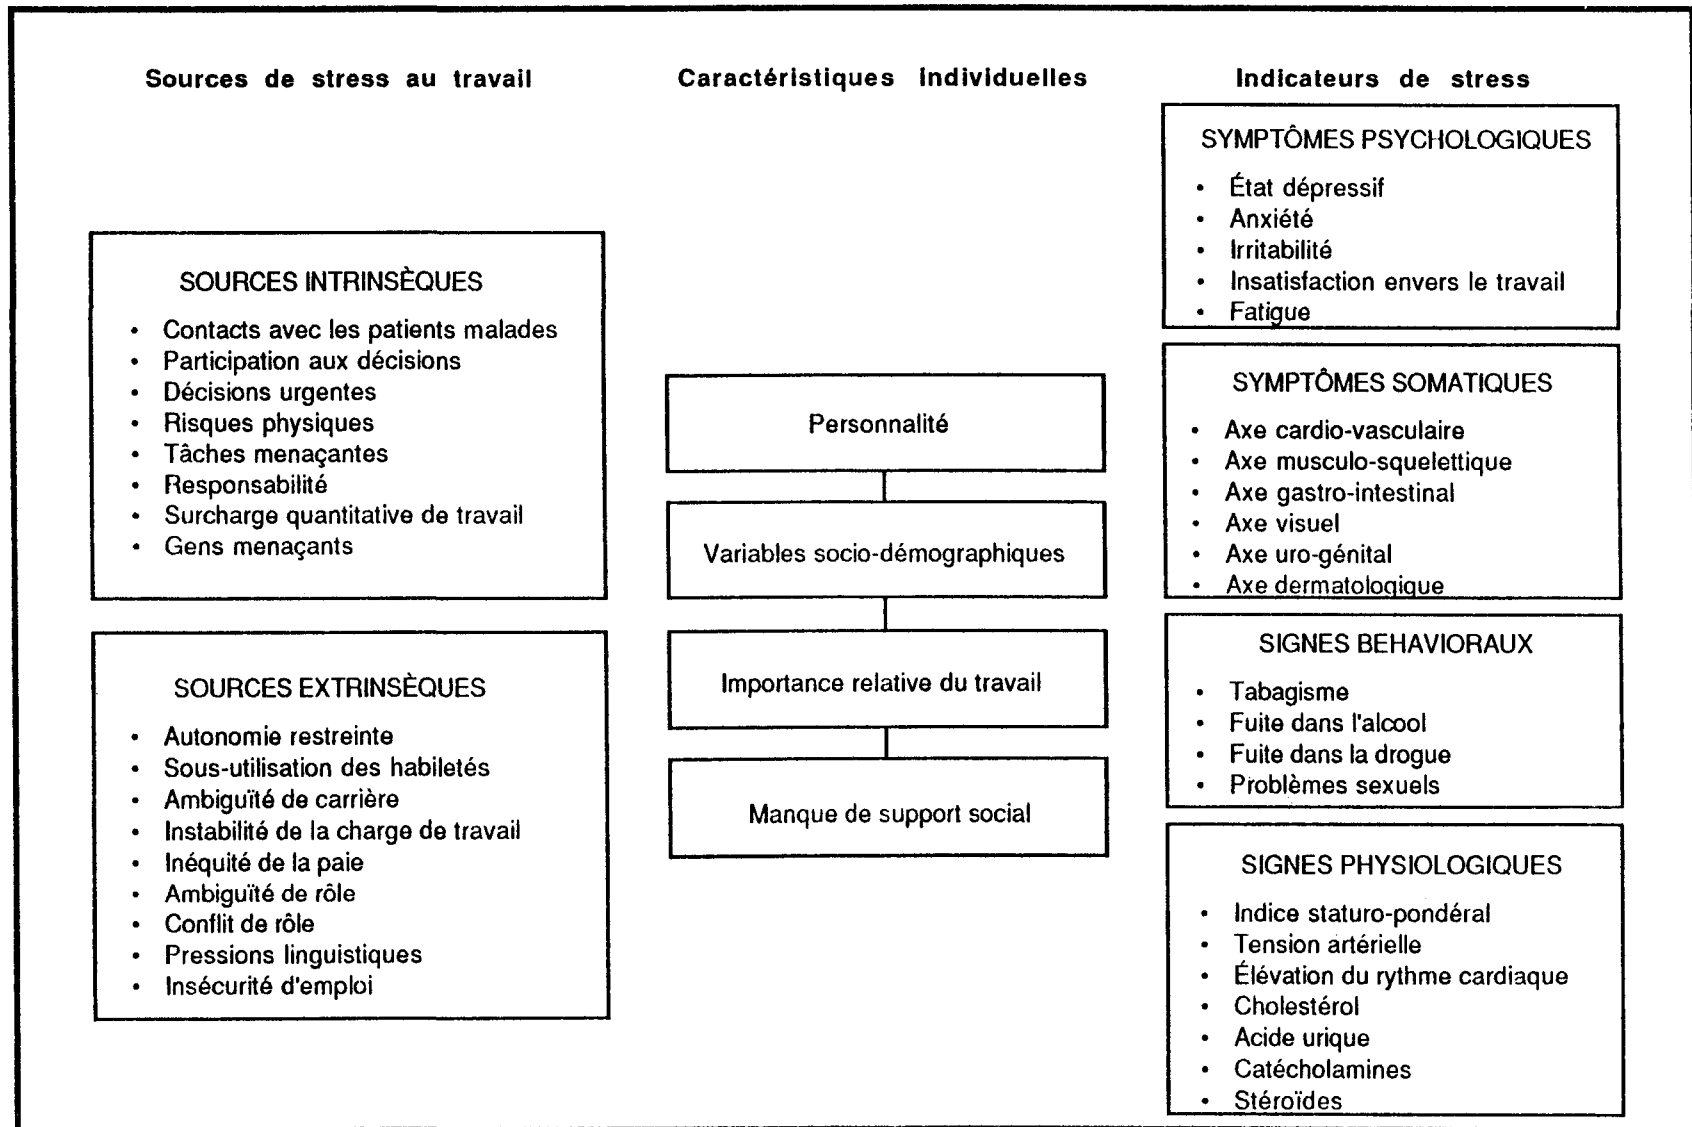 Sources de stress au travail
Caractéristiques individuelles
Indicateurs de stress
SOURCES INTRINSÈQUES
• Contacts avec les patients malades
• Participation aux décisions
• Décisions urgentes
• Risques physiques
• Tâches menaçantes
• Responsabilité
• Surcharge quantitative de travail
• Gens menaçants
SOURCES EXTRINSÈQUES
• Autonomie restreinte
• Sous-utilisation des habiletés
• Ambiguïté de carrière
• Instabilité de la charge de travail
• Inéquité de la paie
• Ambiguïté de rôle
• Conflit de rôle
• Pressions linguistiques
• Insécurité d'emploi
Personnalité
Variables socio-démographiques
Importance relative du travail
Manque de support social
SYMPTÔMES PSYCHOLOGIQUES
• État dépressif
• Anxiété
• Irritabilité
• Insatisfaction envers le travail
• Fatigue
SYMPTÔMES SOMATIQUES
• Axe cardio-vasculaire
• Axe musculo-squelettique
• Axe gastro-intestinal
• Axe visuel
• Axe uro-génital
• Axe dermatologique
SIGNES BEHAVIORAUX
• Tabagisme
• Fuite dans l'alcool
• Fuite dans la drogue
• Problèmes sexuels
SIGNES PHYSIOLOGIQUES
• Indice staturo-pondéral
• Tension artérielle
• Élévation du rythme cardiaque
• Cholestérol
• Acide urique
• Catécholamines
• Stéroïdes